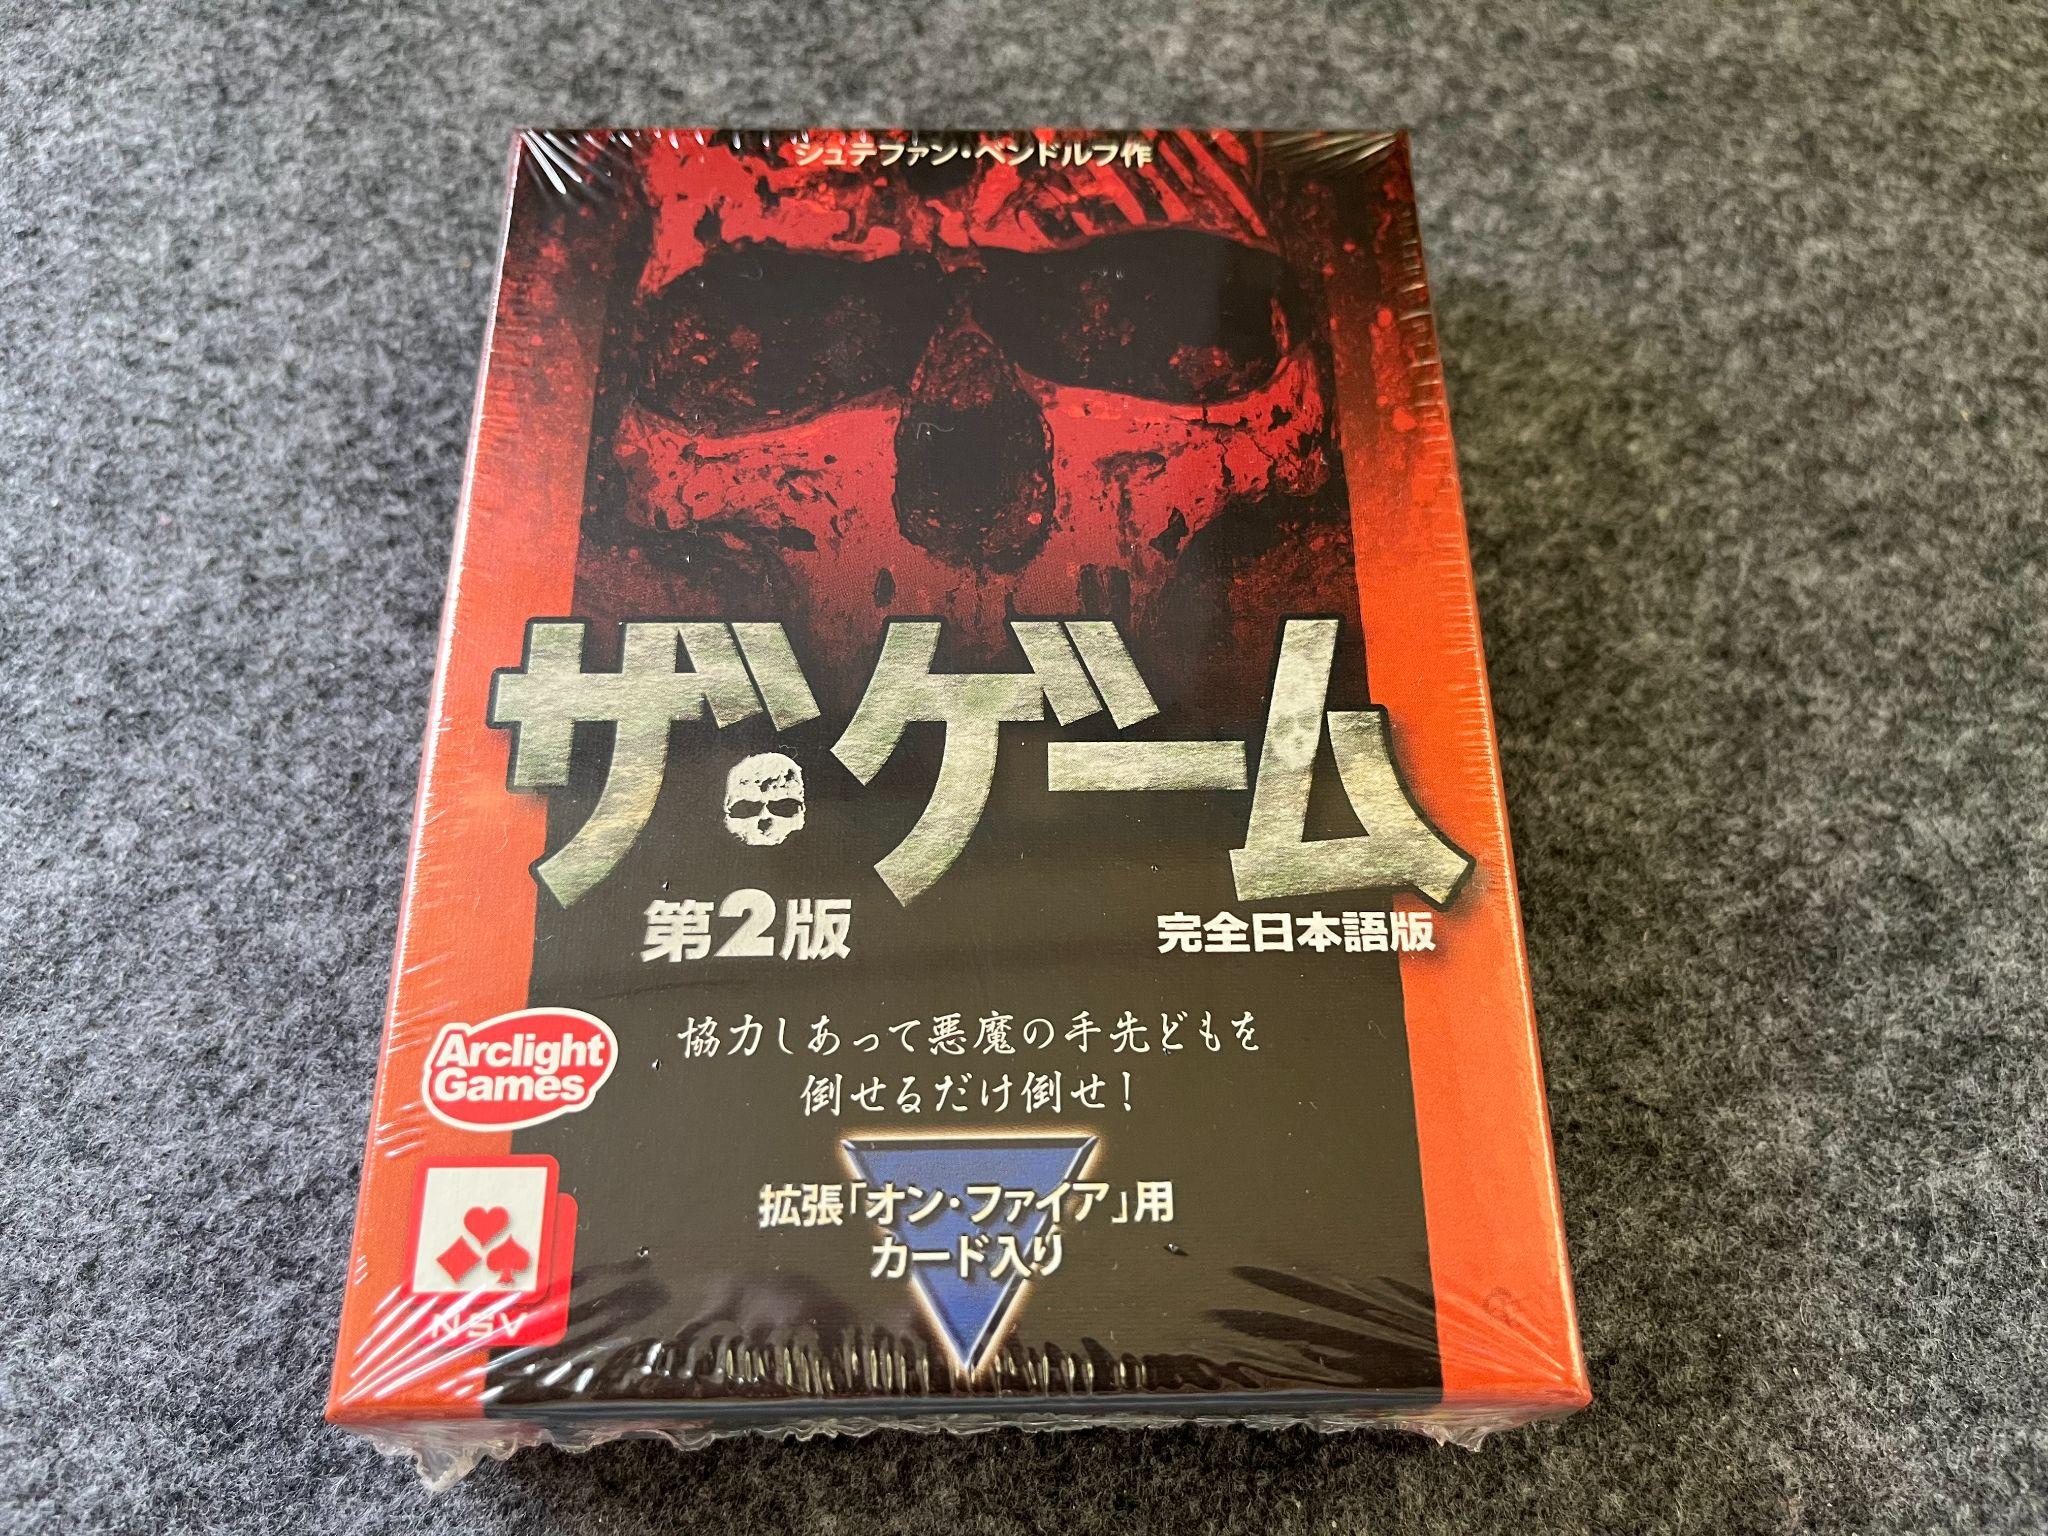 シュテファン・ベンドルフ作
ザ・ゲーム
第2版
完全日本語版
協力しあって悪魔の手先どもを
倒せるだけ倒せ!
Arclight
Games
NSV
拡張「オン・ファイア」用
カード入り